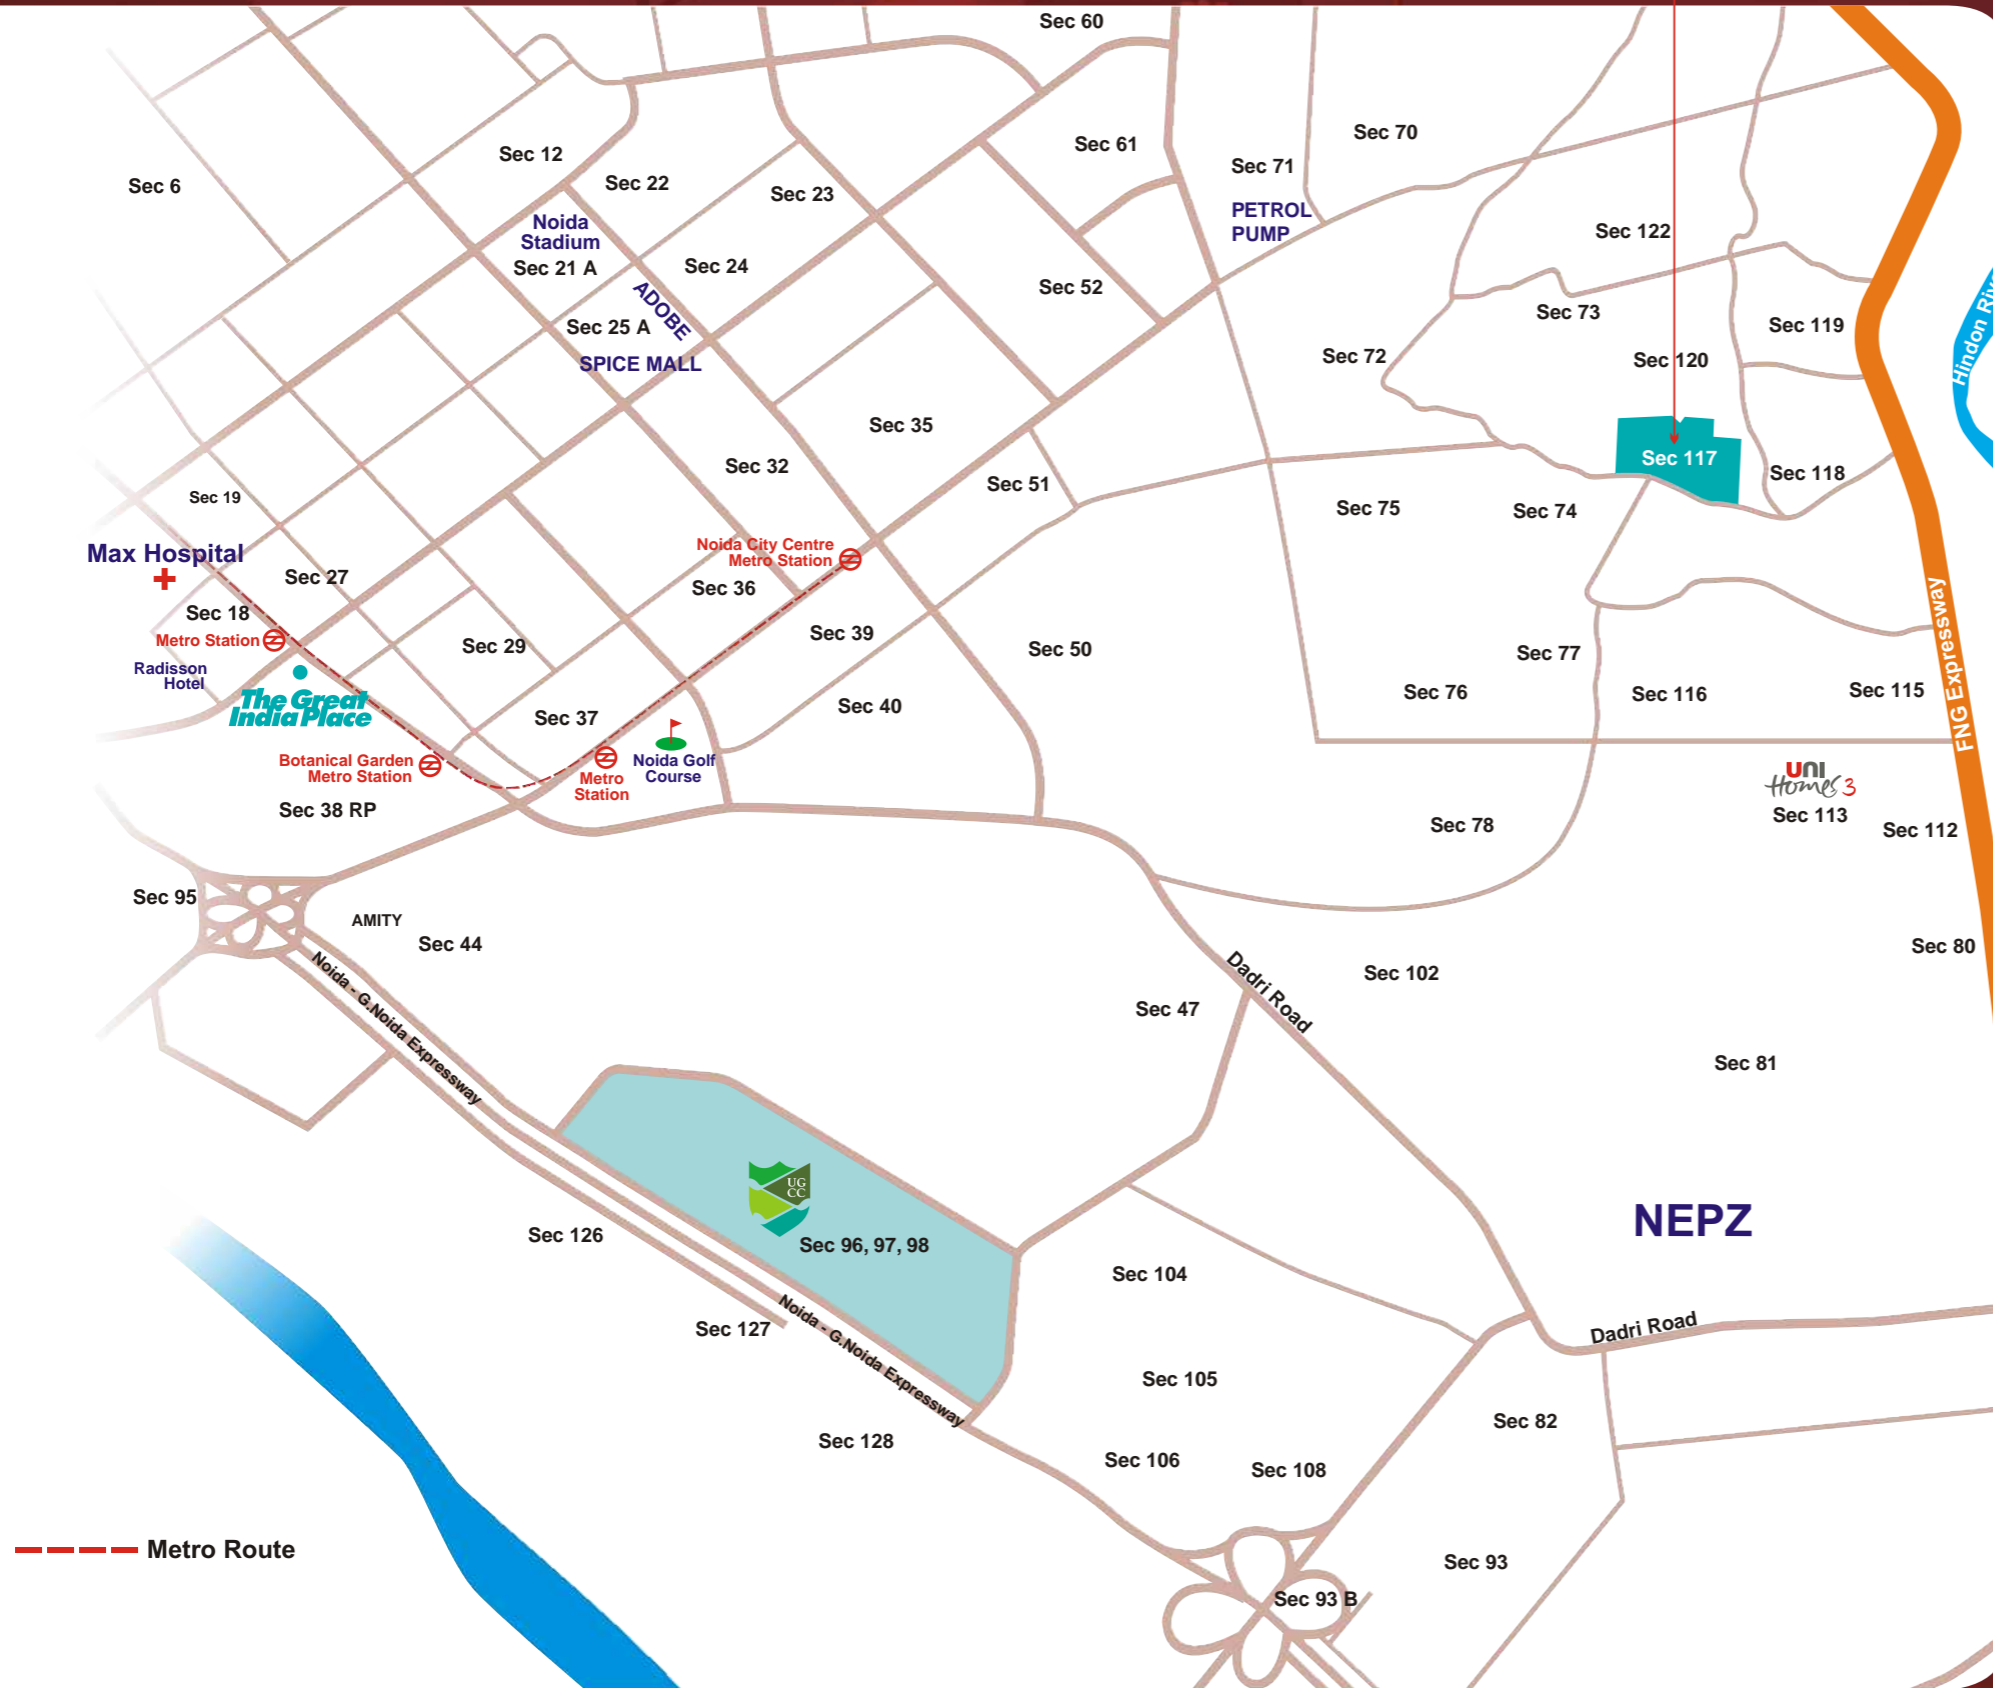 Sec 60
Sec 12
Sec 61
Sec 70
Sec 71
Sec 6
Sec 22
Sec 23
PETROL
PUMP
Noida
Stadium
Sec 21 A
Sec 24
Sec 122
Sec 52
ADOBE
Sec 25 A
SPICE MALL
Sec 73
Sec 119
Hindon Riv
Sec 72
Sec 120
Sec 35
Sec 32
Sec 117
Sec 118
Sec 51
Sec 19
Sec 75
Sec 74
Max Hospital
Noida City Centre
Metro Station
Sec 27
Sec 36
Sec 18
Metro Station
Sec 39
Sec 29
Sec 50
Sec 77
Radisson
Hotel
The Great
India Place
Sec 37
Sec 40
Sec 76
Sec 116
Sec 115
FNG Expressway
Botanical Garden
Metro Station
Metro
Station
Noida Golf
Course
UNI
Homes 3
Sec 113
Sec 38 RP
Sec 78
Sec 112
Sec 95
AMITY
Sec 44
Sec 80
Noida - G.Noida Expressway
Dadri Road
Sec 102
Sec 47
Sec 81
UG
CC
Sec 96, 97, 98
Sec 126
NEPZ
Sec 104
Sec 127
Noida - G.Noida Expressway
Dadri Road
Sec 105
Sec 128
Sec 82
Sec 106
Sec 108
Metro Route
Sec 93
Sec 93 B